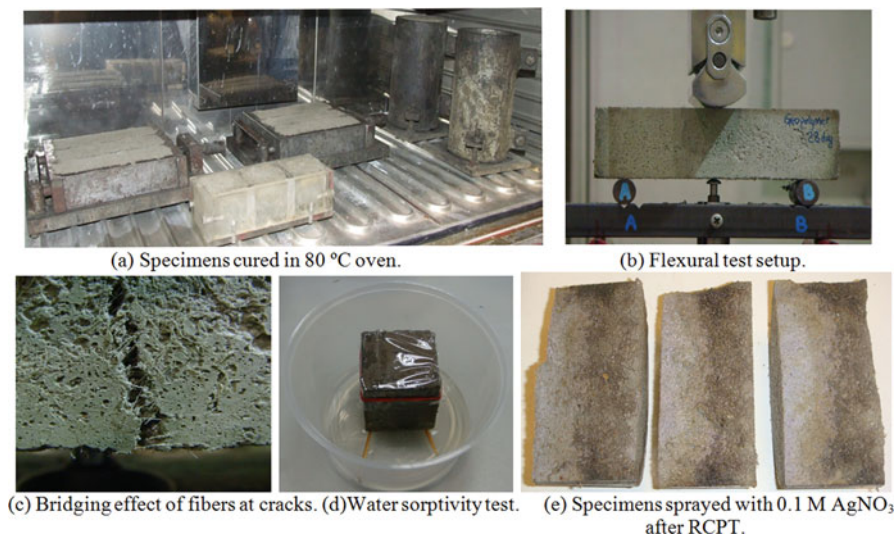 (a) Specimens cured in 80 ºC oven.
Geopolymer
28 day
A
B
A
B
(b) Flexural test setup.
(c) Bridging effect of fibers at cracks.
(d)Water sorptivity test.
(e) Specimens sprayed with 0.1 M AgNO₃
after RCPT.